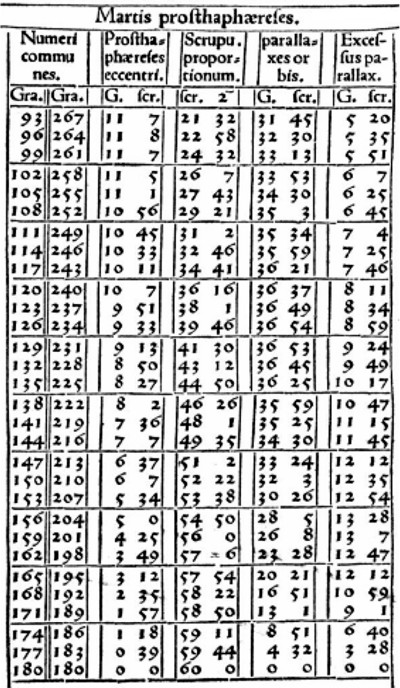 Martis prosthaphæreses.
Numeri Prostha= Scrupu. paralla= Exces=
commu phæreses propor= xes or sus pa=
nes. eccentri. tionum. bis. rallax.
Gra. Gra. G. scr. scr. 2 G. scr. G. scr.
93 267 11 7 21 32 31 45 5 20
96 264 11 8 22 58 32 30 5 35
99 261 11 7 24 32 33 13 5 51
102 258 11 5 26 7 33 53 6 7
105 255 11 1 27 43 34 30 6 25
108 252 10 56 29 21 35 3 6 45
111 249 10 45 31 2 35 34 7 4
114 246 10 33 32 46 35 59 7 25
117 243 10 11 34 41 36 21 7 46
120 240 10 7 36 16 36 37 8 11
123 237 9 51 38 1 36 49 8 34
126 234 9 33 39 46 36 54 8 59
129 231 9 13 41 30 36 53 9 24
132 228 8 50 43 12 36 45 9 49
135 225 8 27 44 50 36 25 10 17
138 222 8 2 46 26 35 59 10 47
141 219 7 36 48 1 35 25 11 15
144 216 7 7 49 35 34 30 11 45
147 213 6 37 51 2 33 24 12 12
150 210 6 7 52 22 32 3 12 35
153 207 5 34 53 38 30 26 12 54
156 204 5 0 54 50 28 5 13 28
159 201 4 25 56 0 26 8 13 7
162 198 3 49 57 6 23 28 12 47
165 195 3 12 57 54 20 21 12 12
168 192 2 35 58 22 16 51 10 59
171 189 1 57 58 50 13 1 9 1
174 186 1 18 59 11 8 51 6 40
177 183 0 39 59 44 4 32 3 28
180 180 0 0 60 0 0 0 0 0